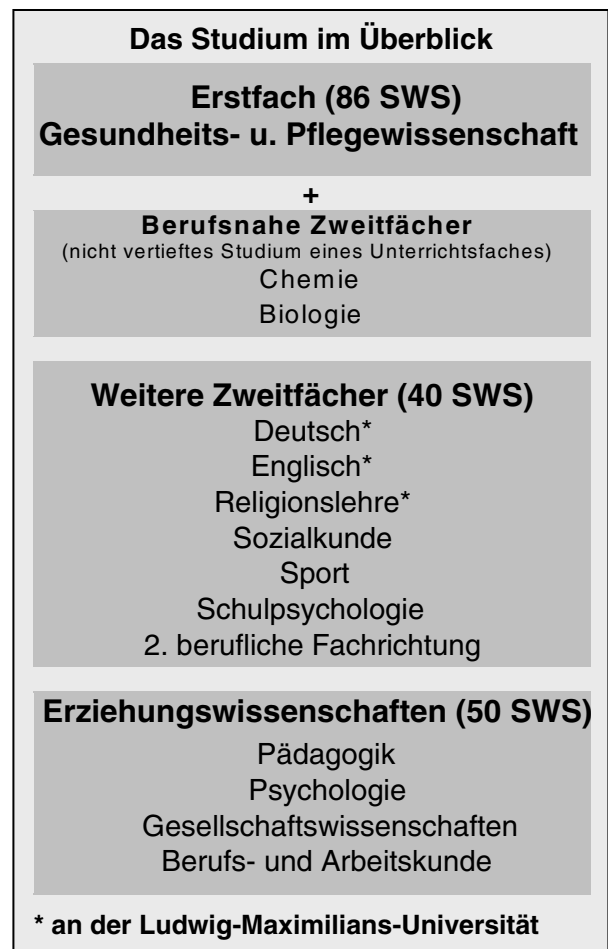 Das Studium im Überblick
Erstfach (86 SWS)
Gesundheits- u. Pflegewissenschaft
+
Berufsnahe Zweitfächer
(nicht vertieftes Studium eines Unterrichtsfaches)
Chemie
Biologie
Weitere Zweitfächer (40 SWS)
Deutsch*
Englisch*
Religionslehre*
Sozialkunde
Sport
Schulpsychologie
2. berufliche Fachrichtung
Erziehungswissenschaften (50 SWS)
Pädagogik
Psychologie
Gesellschaftswissenschaften
Berufs- und Arbeitskunde
* an der Ludwig-Maximilians-Universität